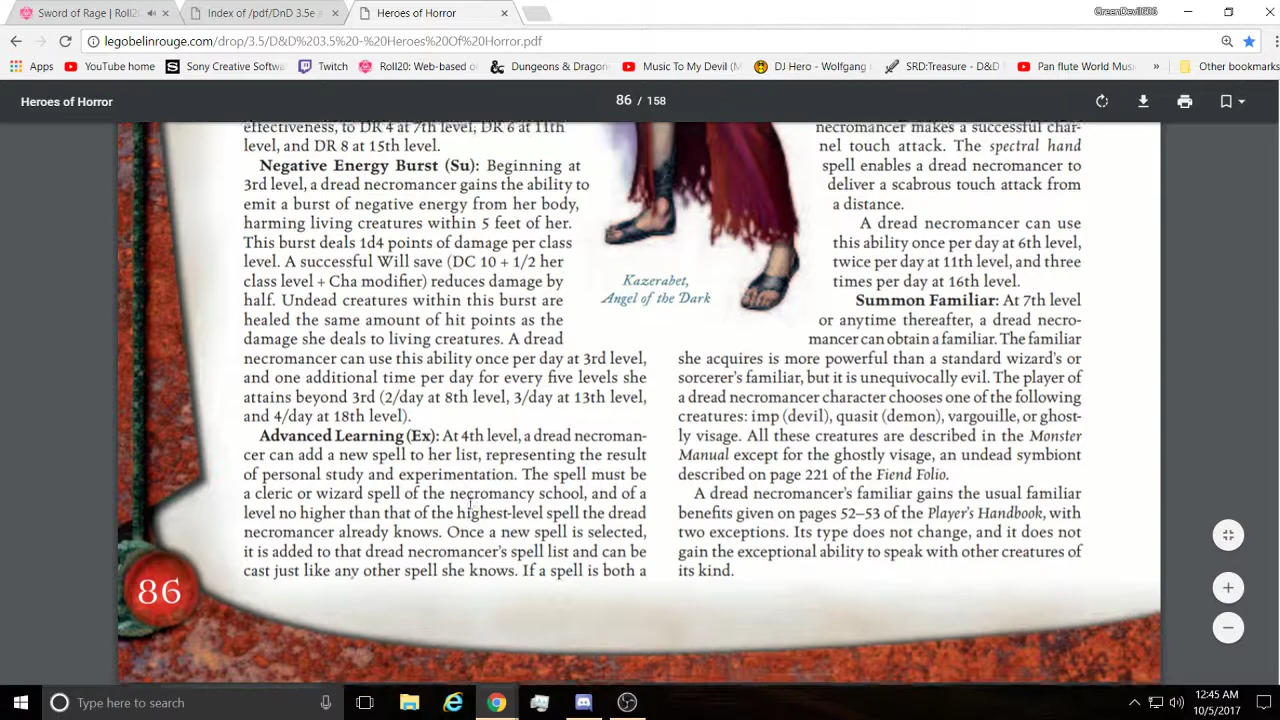 Sword of Rage | Roll20
Index of /pdf/DnD 3.5e a
Heroes of Horror
GreenDevil606
legobelinrouge.com/drop/3.5/D&D%203.5%20-%20Heroes%20Of%20Horror.pdf
Apps
YouTube home
Sony Creative Softwa
Twitch
Roll20: Web-based o
Dungeons & Dragon
Music To My Devil (M
DJ Hero - Wolfgang
SRD:Treasure - D&D
Pan flute World Musi
»
Other bookmarks
Heroes of Horror
86 / 158
effectiveness, to DR 4 at 7th level, DR 6 at 11th
level, and DR 8 at 15th level.
Negative Energy Burst (Su): Beginning at
3rd level, a dread necromancer gains the ability to
emit a burst of negative energy from her body,
harming living creatures within 5 feet of her.
This burst deals 1d4 points of damage per class
level. A successful Will save (DC 10 + 1/2 her
class level + Cha modifier) reduces damage by
half. Undead creatures within this burst are
healed the same amount of hit points as the
damage she deals to living creatures. A dread
necromancer can use this ability once per day at 3rd level,
and one additional time per day for every five levels she
attains beyond 3rd (2/day at 8th level, 3/day at 13th level,
and 4/day at 18th level).
Advanced Learning (Ex): At 4th level, a dread necroman-
cer can add a new spell to her list, representing the result
of personal study and experimentation. The spell must be
a cleric or wizard spell of the necromancy school, and of a
level no higher than that of the highest-level spell the dread
necromancer already knows. Once a new spell is selected,
it is added to that dread necromancer's spell list and can be
cast just like any other spell she knows. If a spell is both a
86
Kazerabet,
Angel of the Dark
necromancer makes a successful char-
nel touch attack. The spectral hand
spell enables a dread necromancer to
deliver a scabrous touch attack from
a distance.
A dread necromancer can use
this ability once per day at 6th level,
twice per day at 11th level, and three
times per day at 16th level.
Summon Familiar: At 7th level
or anytime thereafter, a dread necro-
mancer can obtain a familiar. The familiar
she acquires is more powerful than a standard wizard's or
sorcerer's familiar, but it is unequivocally evil. The player of
a dread necromancer character chooses one of the following
creatures: imp (devil), quasit (demon), vargouille, or ghost-
ly visage. All these creatures are described in the Monster
Manual except for the ghostly visage, an undead symbiont
described on page 221 of the Fiend Folio.
A dread necromancer's familiar gains the usual familiar
benefits given on pages 52–53 of the Player's Handbook, with
two exceptions. Its type does not change, and it does not
gain the exceptional ability to speak with other creatures of
its kind.
Type here to search
12:45 AM
10/5/2017